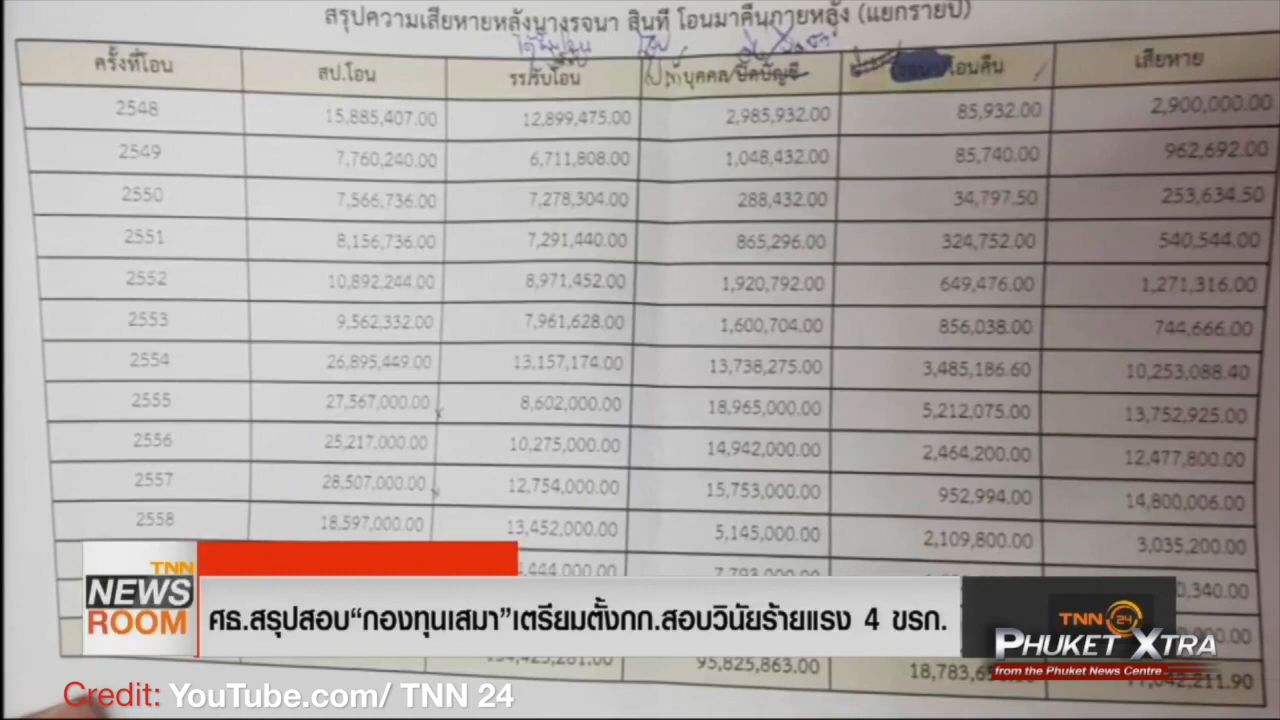 สรุปความเสียหายหลังนางรจนา สินที โอนมาคืนภายหลัง (แยกรายปี)
ครั้งที่โอน สป.โอน รร/รับโอน บุคคล/ปิดบัญชี โอนคืน เสียหาย
2548 15,885,407.00 12,899,475.00 2,985,932.00 85,932.00 2,900,000.00
2549 7,760,240.00 6,711,808.00 1,048,432.00 85,740.00 962,692.00
2550 7,566,736.00 7,278,304.00 288,432.00 34,797.50 253,634.50
2551 8,156,736.00 7,291,440.00 865,296.00 324,752.00 540,544.00
2552 10,892,244.00 8,971,452.00 1,920,792.00 649,476.00 1,271,316.00
2553 9,562,332.00 7,961,628.00 1,600,704.00 856,038.00 744,666.00
2554 26,895,449.00 13,157,174.00 13,738,275.00 3,485,186.60 10,253,088.40
2555 27,567,000.00 8,602,000.00 18,965,000.00 5,212,075.00 13,752,925.00
2556 25,217,000.00 10,275,000.00 14,942,000.00 2,464,200.00 12,477,800.00
2557 28,507,000.00 12,754,000.00 15,753,000.00 952,994.00 14,800,006.00
2558 18,597,000.00 13,452,000.00 5,145,000.00 2,109,800.00 3,035,200.00
TNN
NEWS
ROOM
ศธ.สรุปสอบ“กองทุนเสมา”เตรียมตั้งกก.สอบวินัยร้ายแรง 4 ขรก.
TNN 24
PHUKET XTRA
from the Phuket News Centre
95,825,863.00
Credit: YouTube.com/ TNN 24